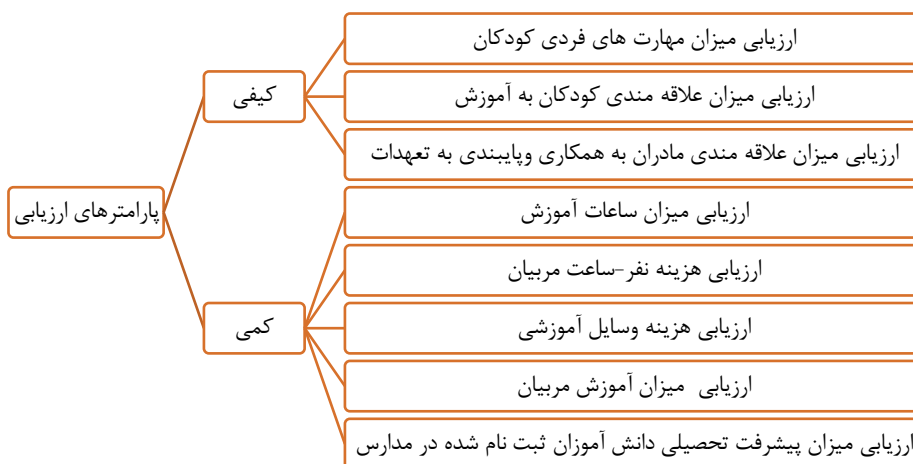 پارامترهای ارزیابی
کیفی
ارزیابی میزان مهارت های فردی کودکان
ارزیابی میزان علاقه مندی کودکان به آموزش
ارزیابی میزان علاقه مندی مادران به همکاری وپایبندی به تعهدات
کمی
ارزیابی میزان ساعات آموزش
ارزیابی هزینه نفر-ساعت مربیان
ارزیابی هزینه وسایل آموزشی
ارزیابی میزان آموزش مربیان
ارزیابی میزان پیشرفت تحصیلی دانش آموزان ثبت نام شده در مدارس